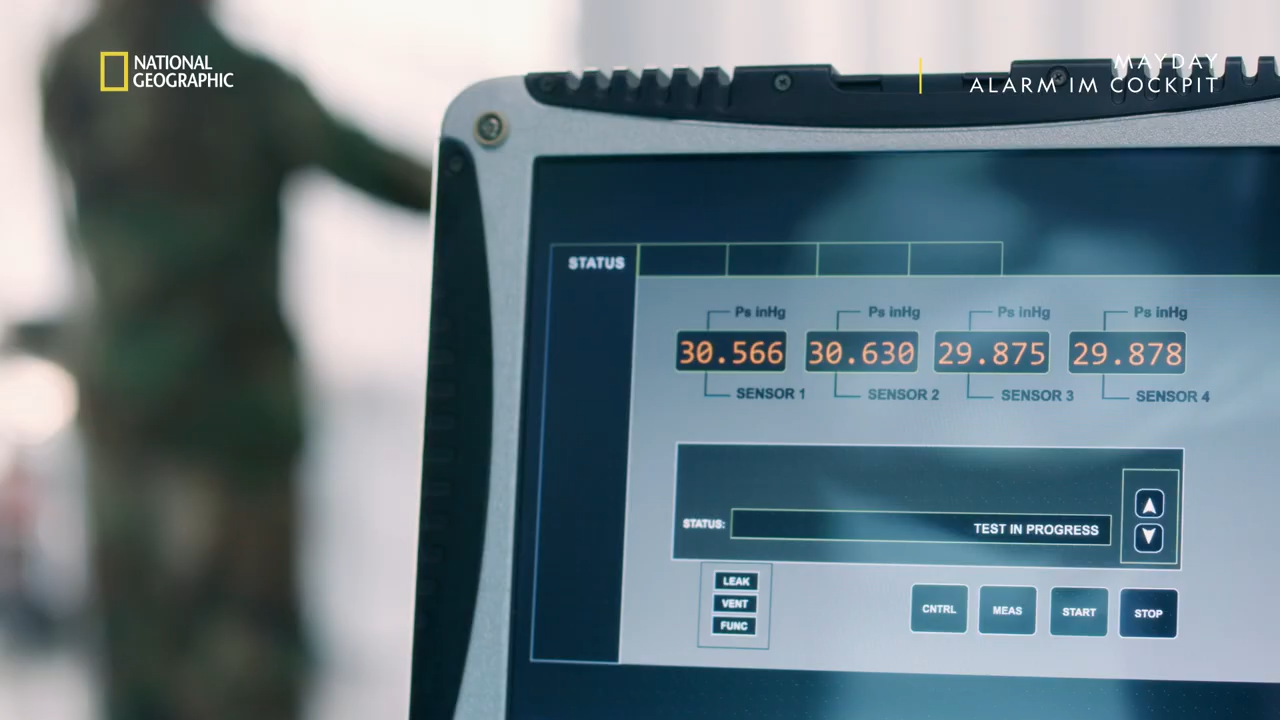 NATIONAL
GEOGRAPHIC
MAYDAY
ALARM IM COCKPIT
STATUS
Ps inHg Ps inHg Ps inHg Ps inHg
30.566 30.630 29.875 29.878
SENSOR 1 SENSOR 2 SENSOR 3 SENSOR 4
STATUS: TEST IN PROGRESS
LEAK
VENT
FUNC
CNTRL MEAS START STOP